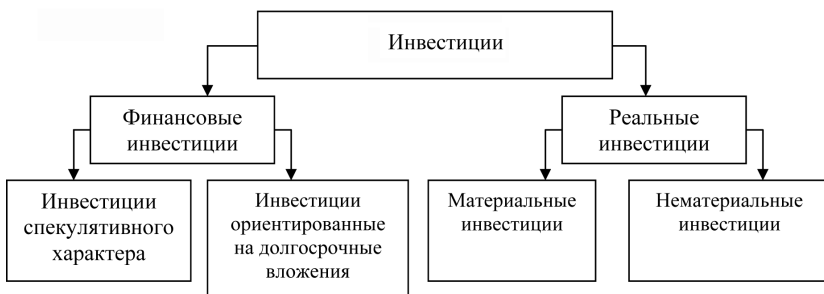 Инвестиции
Финансовые
инвестиции
Реальные
инвестиции
Инвестиции
спекулятивного
характера
Инвестиции
ориентированные
на долгосрочные
вложения
Материальные
инвестиции
Нематериальные
инвестиции